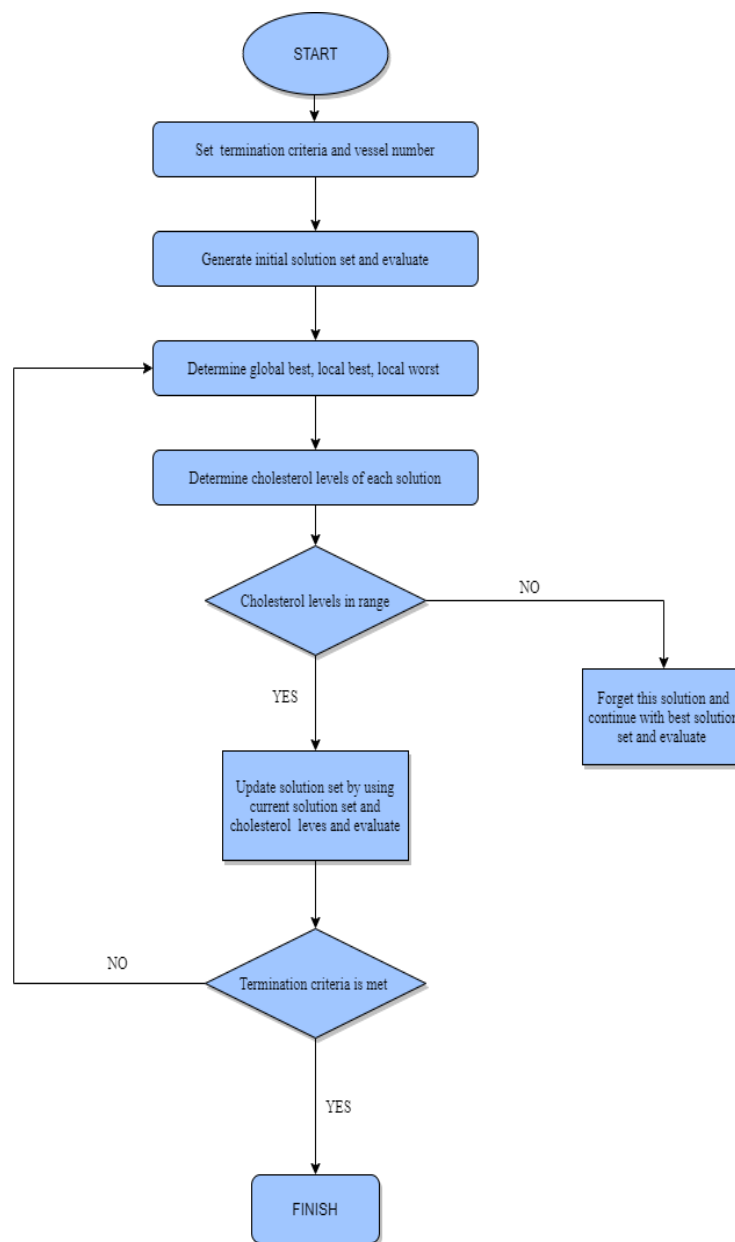 START
Set termination criteria and vessel number
Generate initial solution set and evaluate
Determine global best, local best, local worst
Determine cholesterol levels of each solution
Cholesterol levels in range
NO
YES
Forget this solution and
continue with best solution
set and evaluate
Update solution set by using
current solution set and
cholesterol leves and evaluate
NO
Termination criteria is met
YES
FINISH